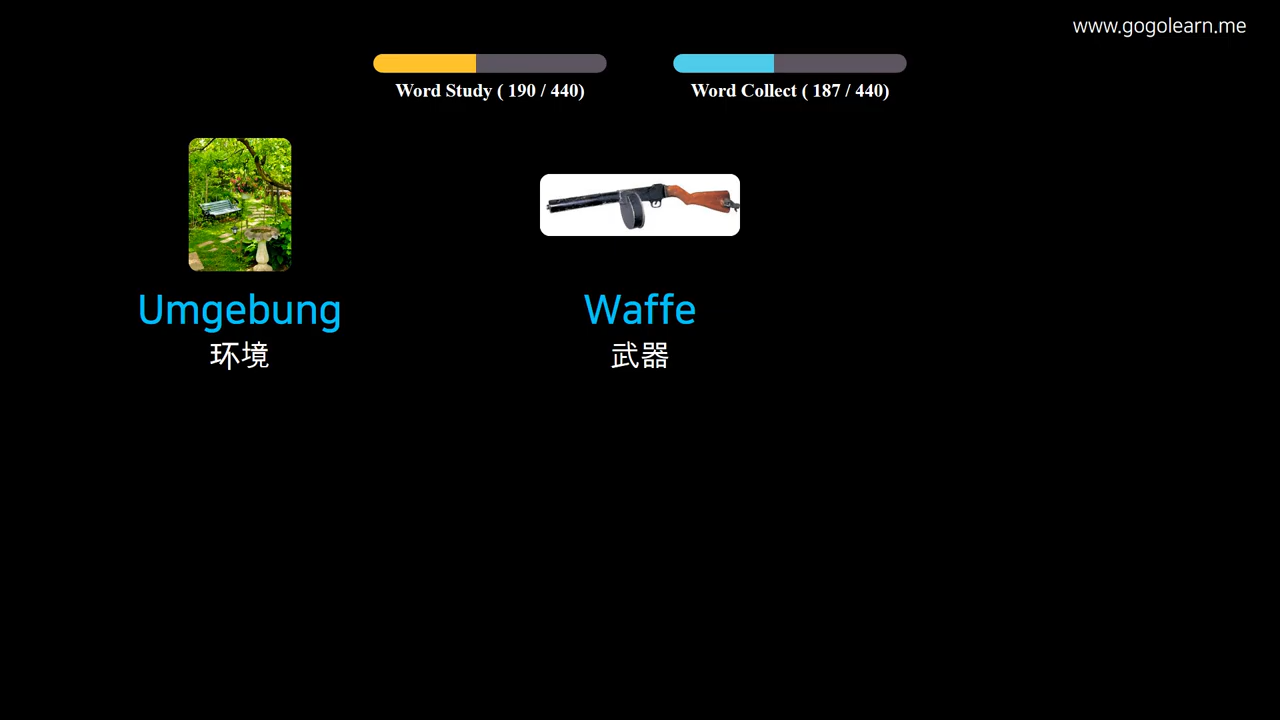 www.gogolearn.me
Word Study ( 190 / 440)
Word Collect ( 187 / 440)
Umgebung
环境
Waffe
武器